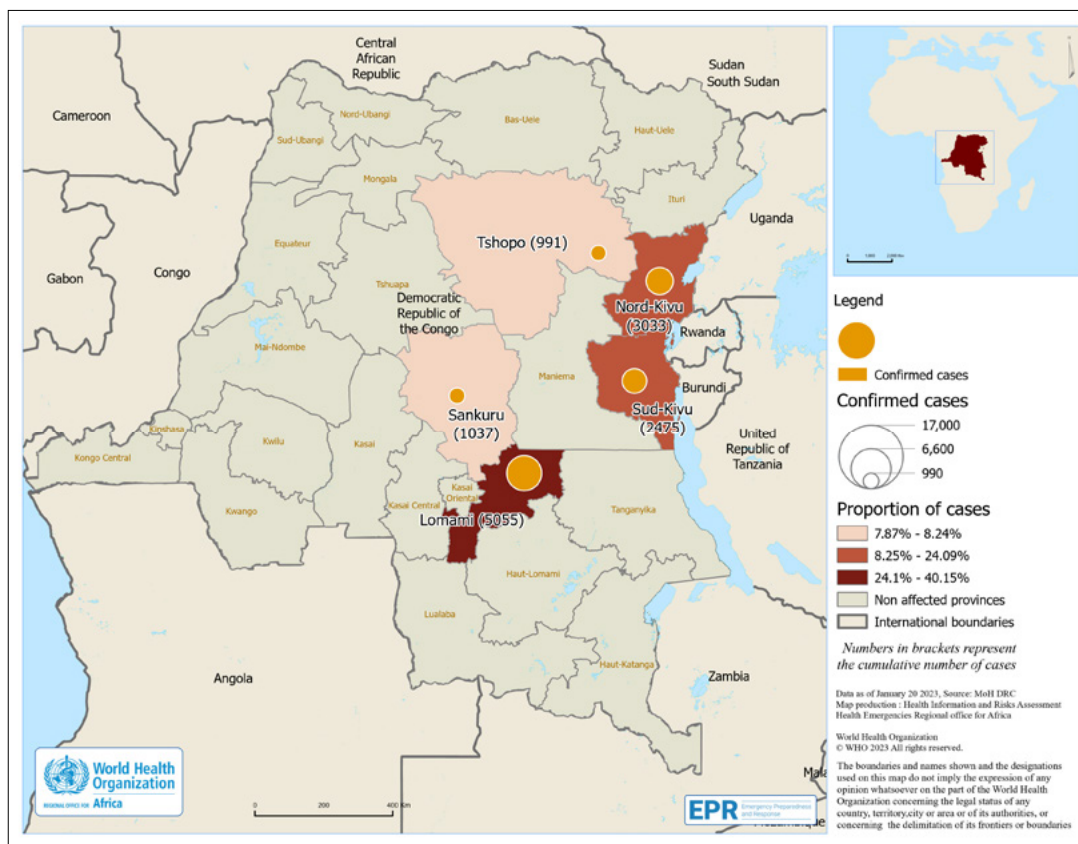 Central
African
Republic
Sudan
South Sudan
Cameroon
Nord-Ubangi
Sud-Ubangi
Bas-Uele
Haut-Uele
Mongala
Ituri
Uganda
Tshopo (991)
Equateur
Gabon
Congo
Tshuapa
Democratic
Republic of
the Congo
Nord-Kivu
(3033)
Rwanda
Mai-Ndombe
Maniema
Burundi
Sankuru
(1037)
Sud-Kivu
(2475)
Kinshasa
Kongo Central
Kwilu
Kasai
United
Republic of
Tanzania
Kwango
Kasai Central
Kasai
Oriental
Lomami (5055)
Tanganyika
Haut-Lomami
Lualaba
Haut-Katanga
Angola
Zambia
World Health
Organization
REGIONAL OFFICE FOR Africa
0 200 400 Km
EPR Emergency Preparedness
and Response
Legend
Confirmed cases
Confirmed cases
17,000
6,600
990
Proportion of cases
7.87% - 8.24%
8.25% - 24.09%
24.1% - 40.15%
Non affected provinces
International boundaries
Numbers in brackets represent
the cumulative number of cases
Data as of January 20 2023, Source: MoH DRC
Map production : Health Information and Risks Assessment
Health Emergencies Regional office for Africa
World Health Organization
© WHO 2023 All rights reserved.
The boundaries and names shown and the designations
used on this map do not imply the expression of any
opinion whatsoever on the part of the World Health
Organization concerning the legal status of any
country, territory,city or area or of its authorities, or
concerning the delimitation of its frontiers or boundaries